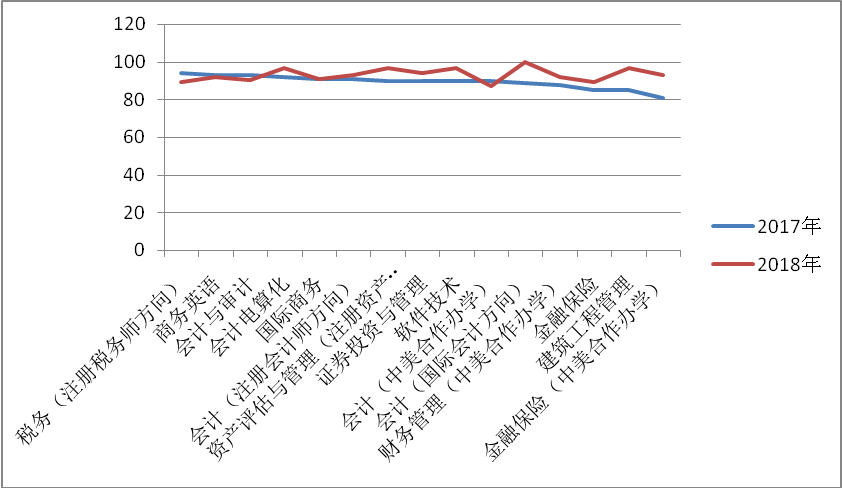 120
100
80
60
40
20
0
税务（注册税务师方向）
商务英语
会计与审计
会计电算化
国际商务
会计（注册会计师方向）
资产评估与管理（注册资产…
证券投资与管理
软件技术
会计（中美合作办学）
会计（国际会计方向）
财务管理（中美合作办学）
金融保险
建筑工程管理
金融保险（中美合作办学）
2017年
2018年